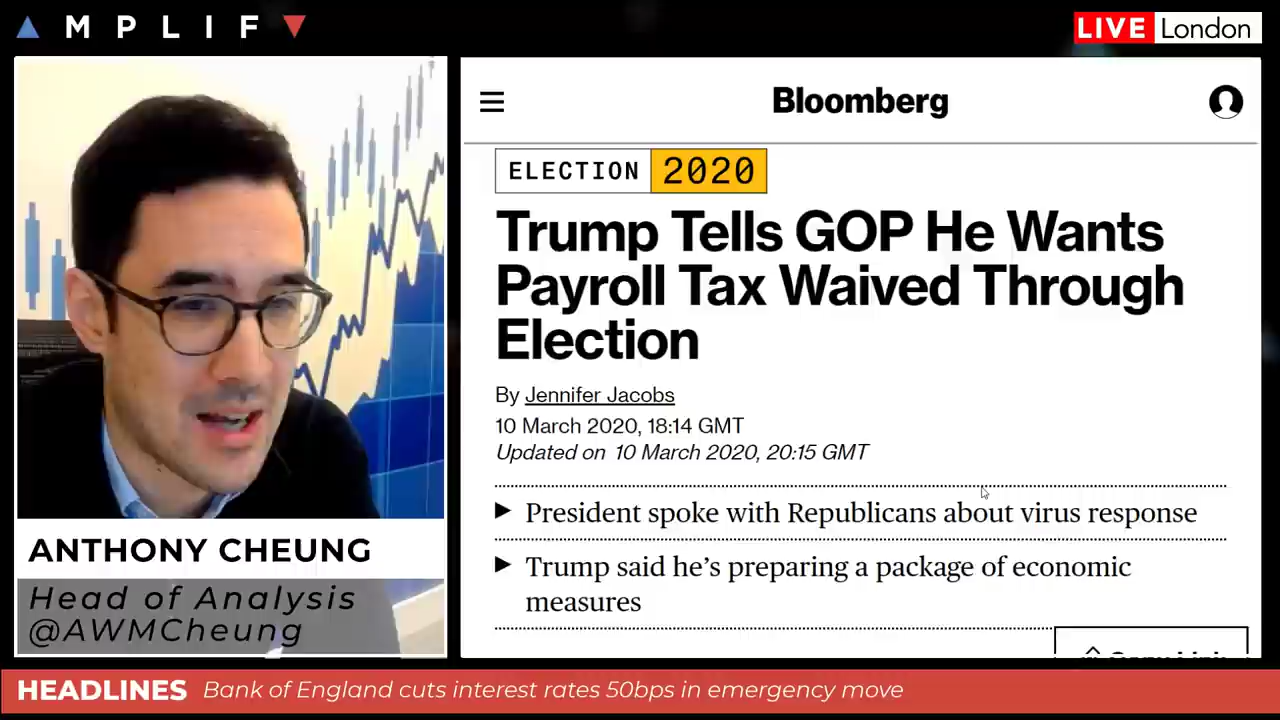 AMPLIFY
LIVE London
Bloomberg
ELECTION 2020
Trump Tells GOP He Wants
Payroll Tax Waived Through
Election
By Jennifer Jacobs
10 March 2020, 18:14 GMT
Updated on 10 March 2020, 20:15 GMT
President spoke with Republicans about virus response
Trump said he's preparing a package of economic
measures
Copy Link
ANTHONY CHEUNG
Head of Analysis
@AWMCheung
HEADLINES Bank of England cuts interest rates 50bps in emergency move